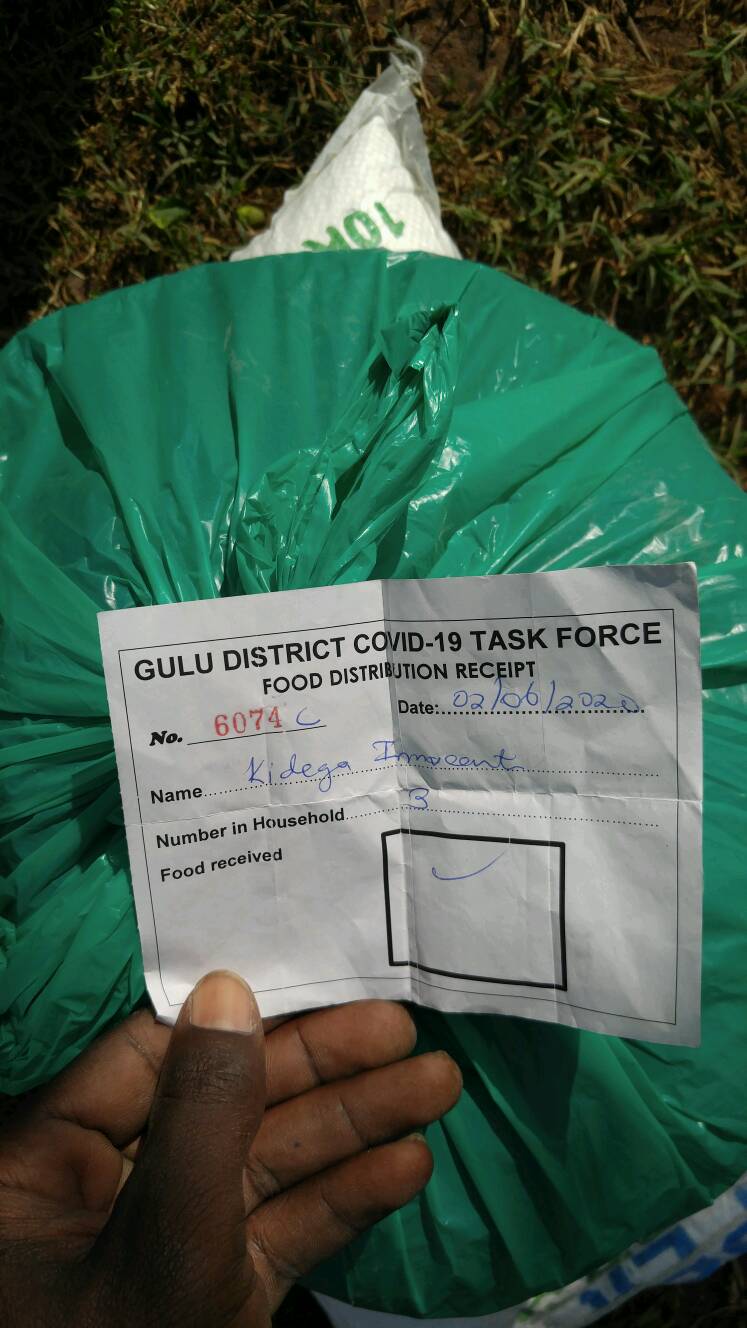 10K
GULU DISTRICT COVID-19 TASK FORCE
FOOD DISTRIBUTION RECEIPT
No. 6074 C
Date: 02/06/2020
Name Kidega Innocent
Number in Household 3
Food received